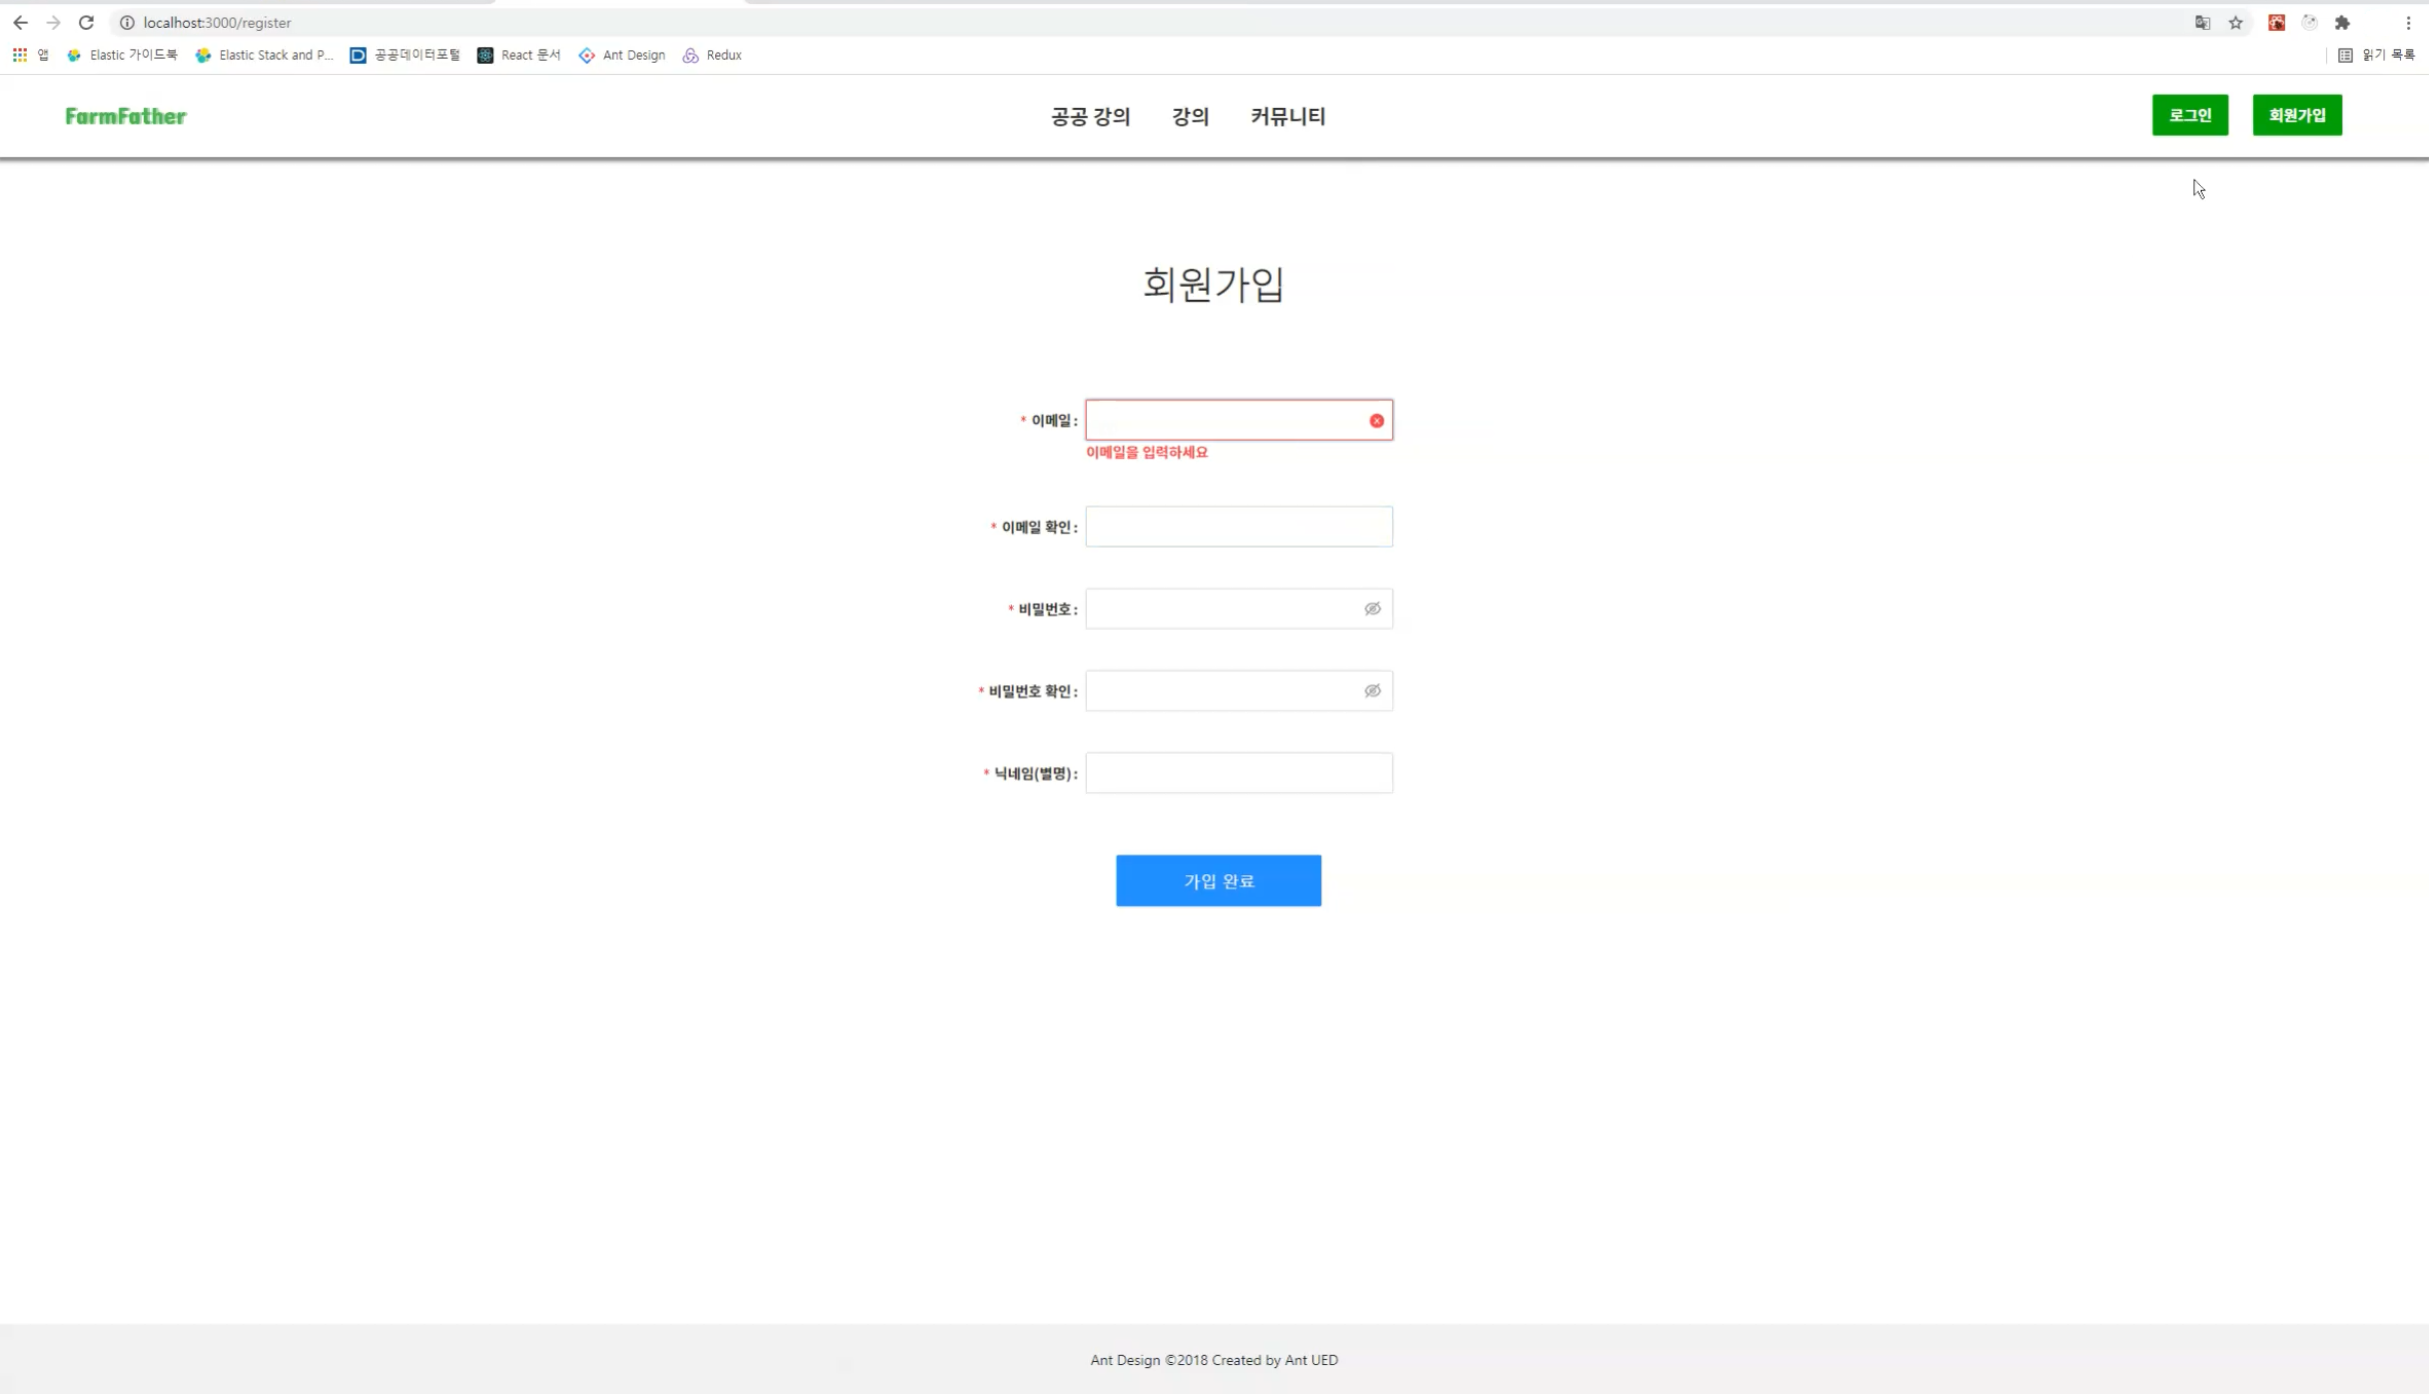 localhost:3000/register
앱 Elastic 가이드북 Elastic Stack and P... 공공데이터포털 React 문서 Ant Design Redux 읽기 목록
FarmFather 공공 강의 강의 커뮤니티 로그인 회원가입
회원가입
* 이메일 :
이메일을 입력하세요
* 이메일 확인 :
* 비밀번호 :
* 비밀번호 확인 :
* 닉네임(별명) :
가입 완료
Ant Design ©2018 Created by Ant UED